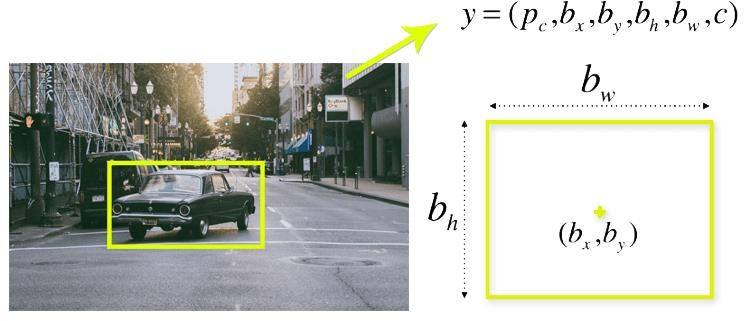 y = (p_c, b_x, b_y, b_h, b_w, c)
b_w
b_h
(b_x, b_y)